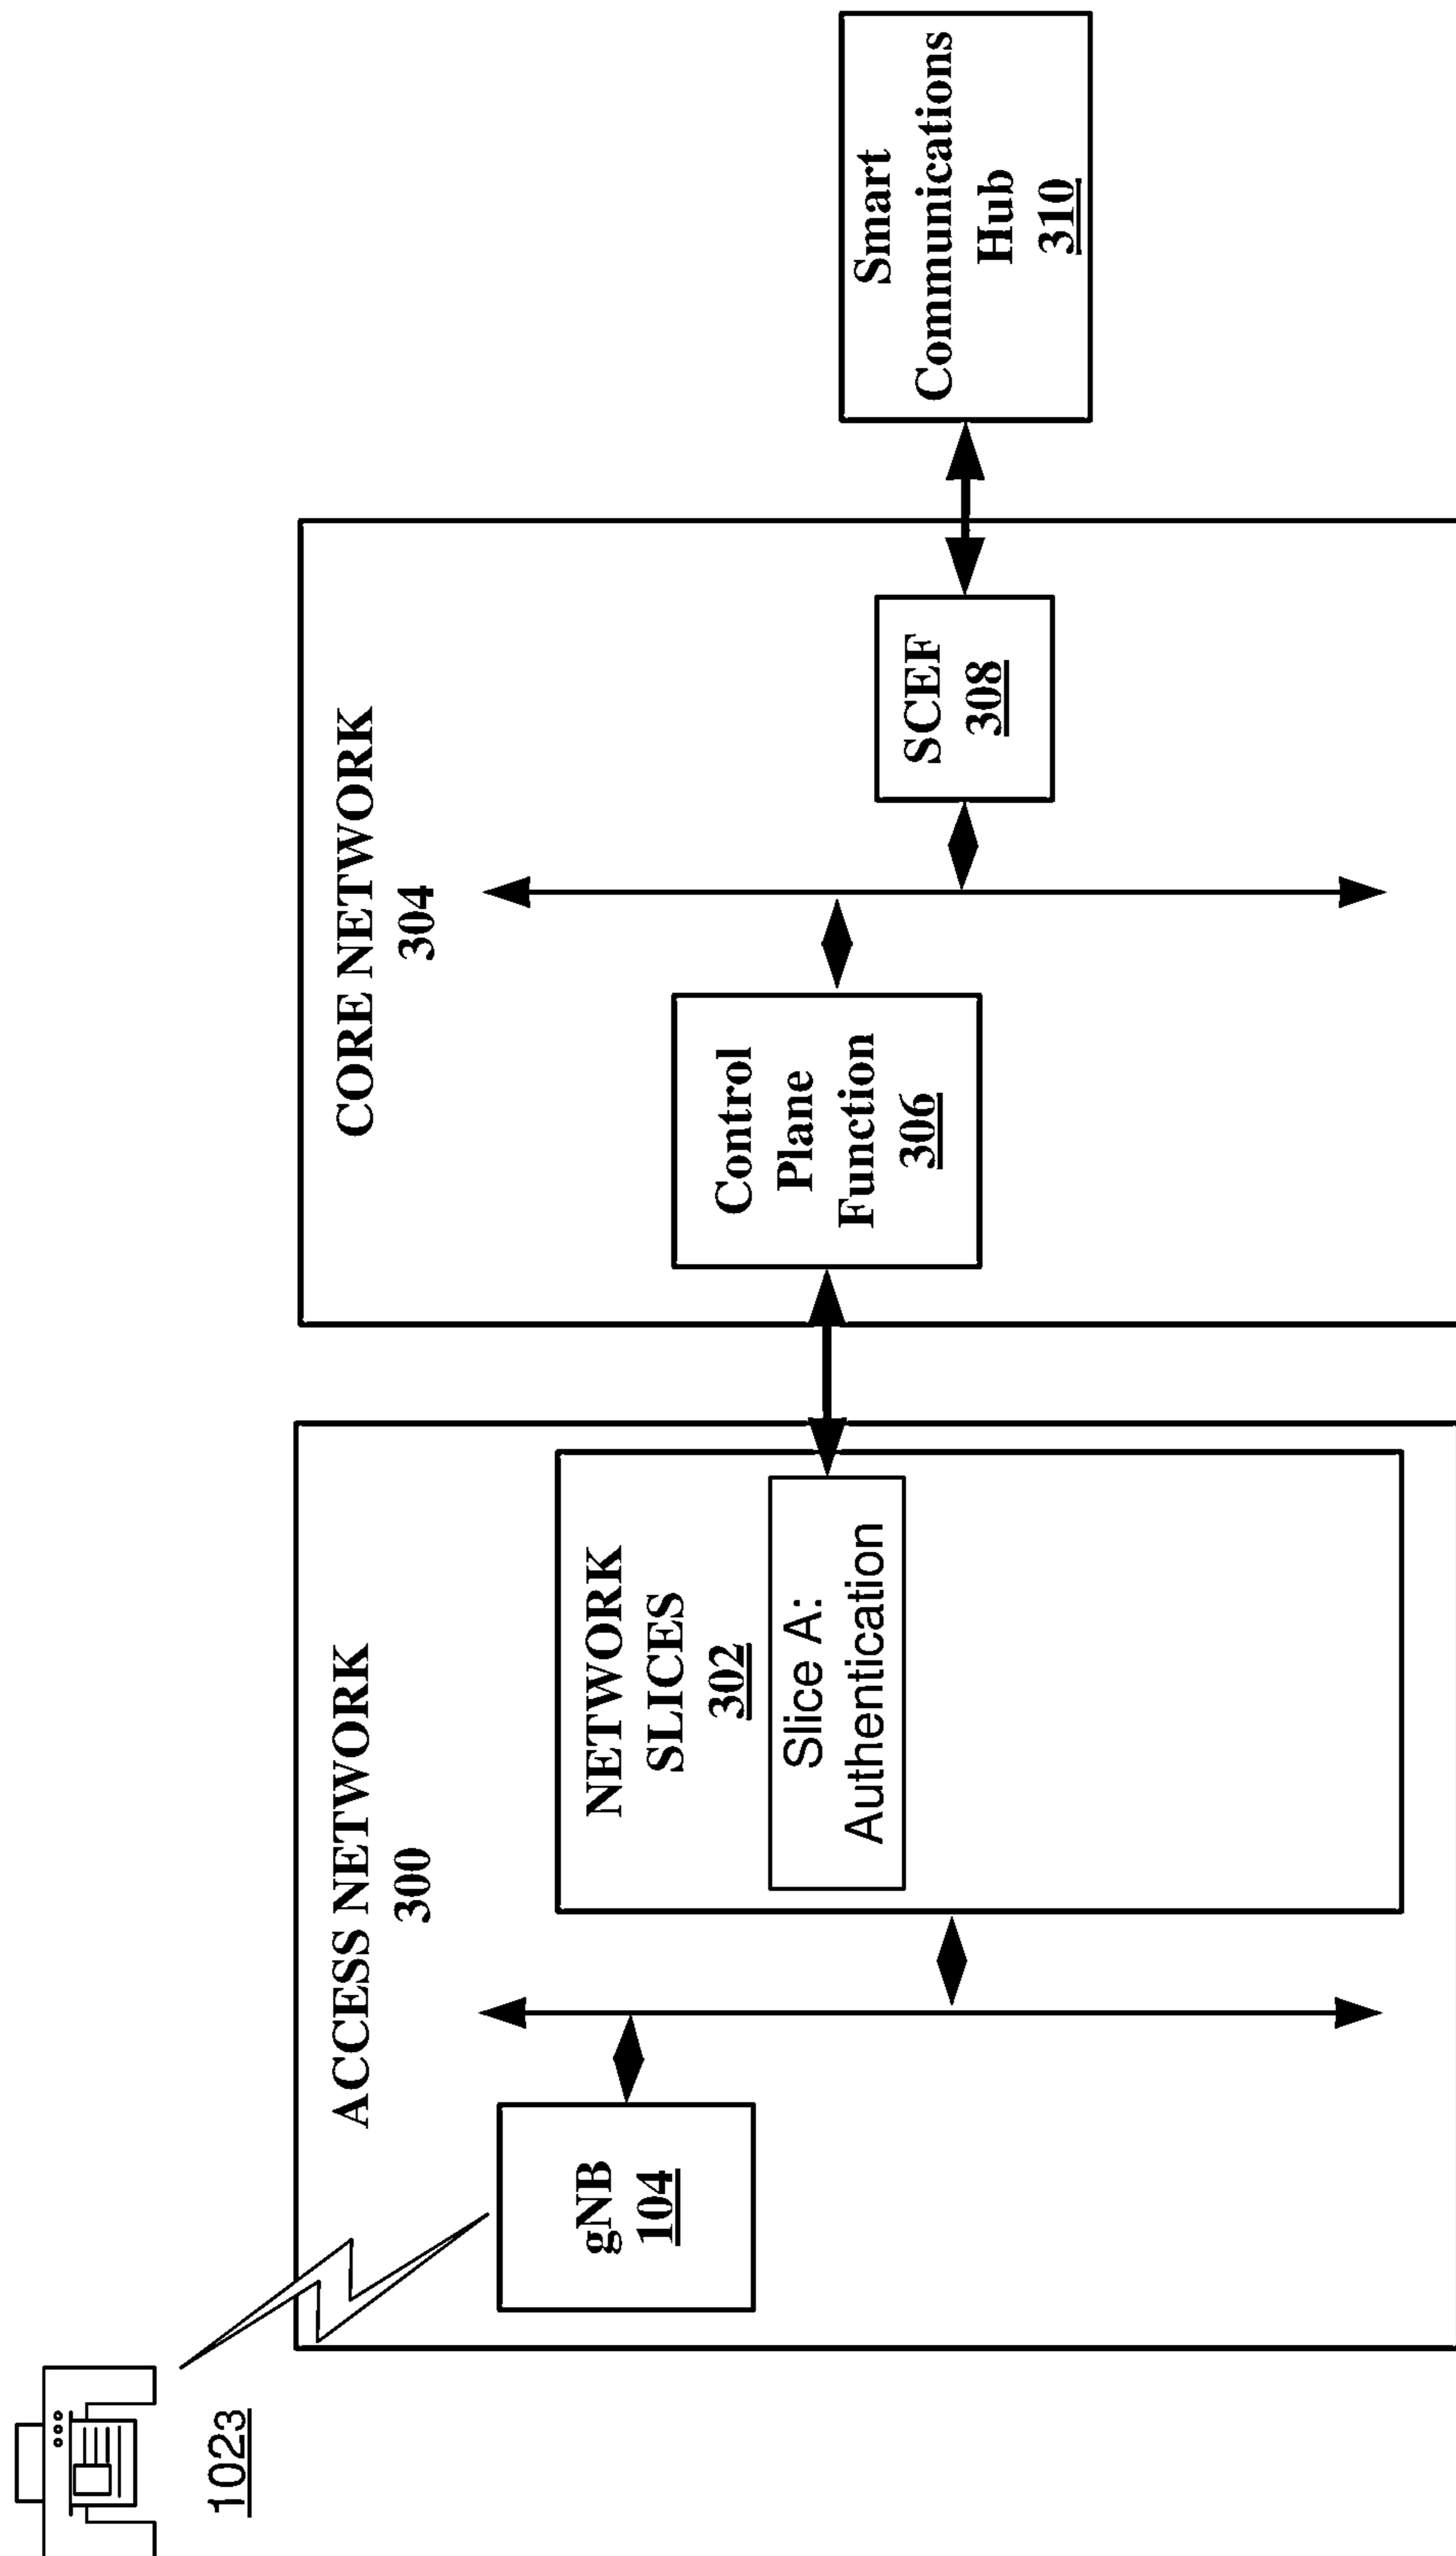 1023
ACCESS NETWORK
300
gNB
104
NETWORK
SLICES
302
Slice A:
Authentication
CORE NETWORK
304
Control
Plane
Function
306
SCEF
308
Smart
Communications
Hub
310